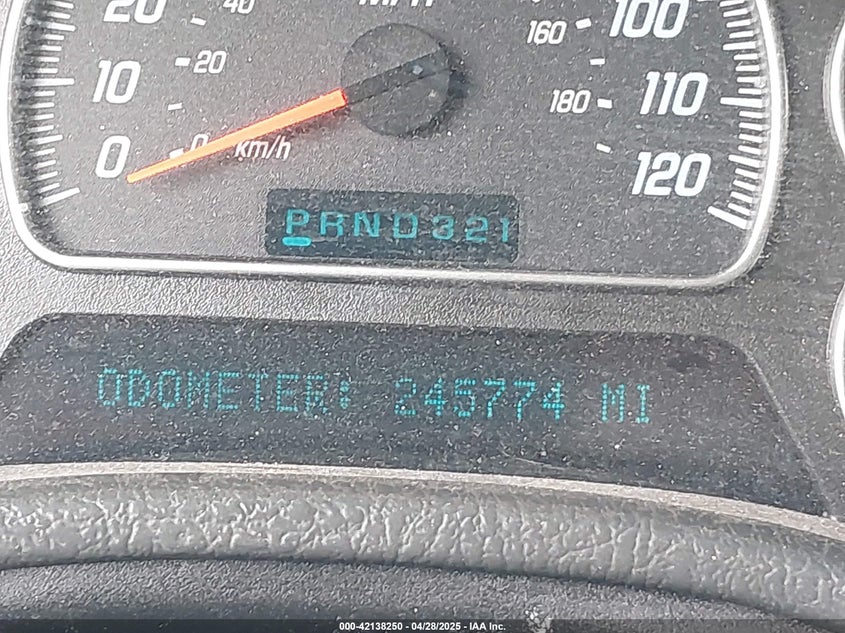 20 40 MPH 160 100
10 20 180 110
0 0 km/h 120
PRND321
ODOMETER: 245774 MI
000-42138250 - 04/28/2025 - IAA Inc.